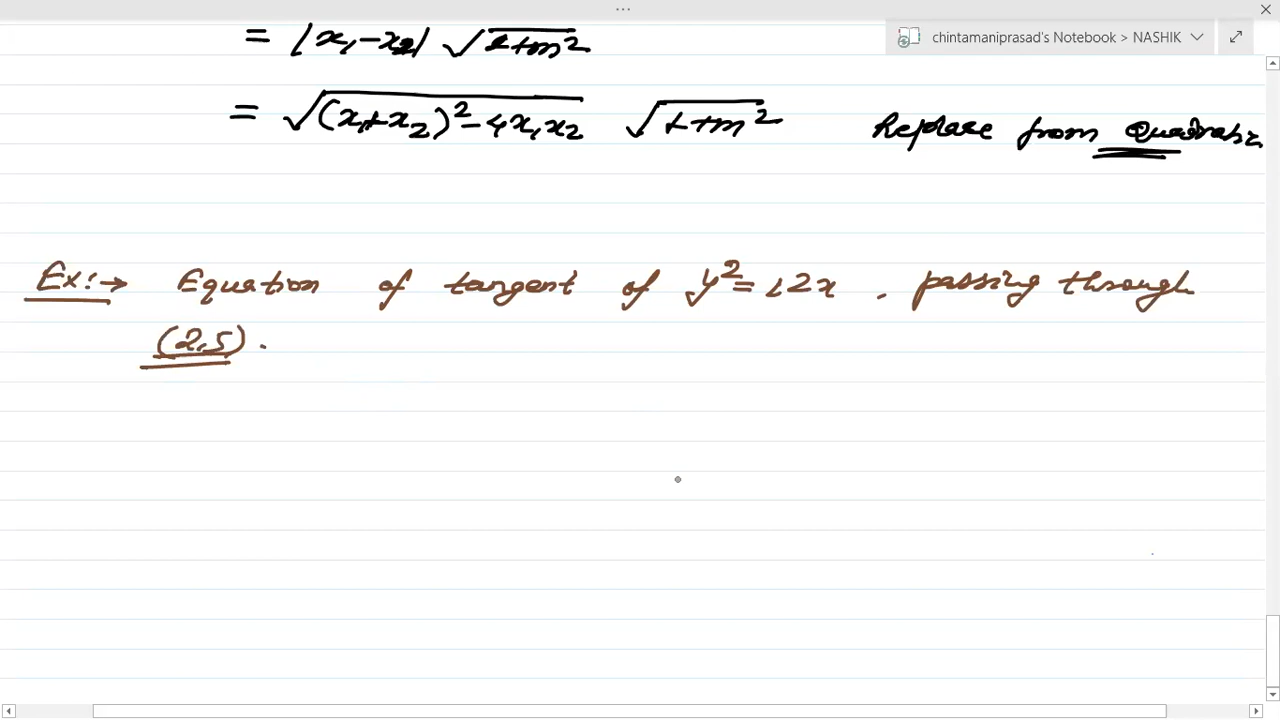 ...
chintamaniprasad's Notebook > NASHIK
= |x₁-x₂| √1+m²
= √(x₁+x₂)²-4x₁x₂ √1+m² Replace from Quadratic
Ex:→ Equation of tangent of y²=12x . passing through
(2,5).